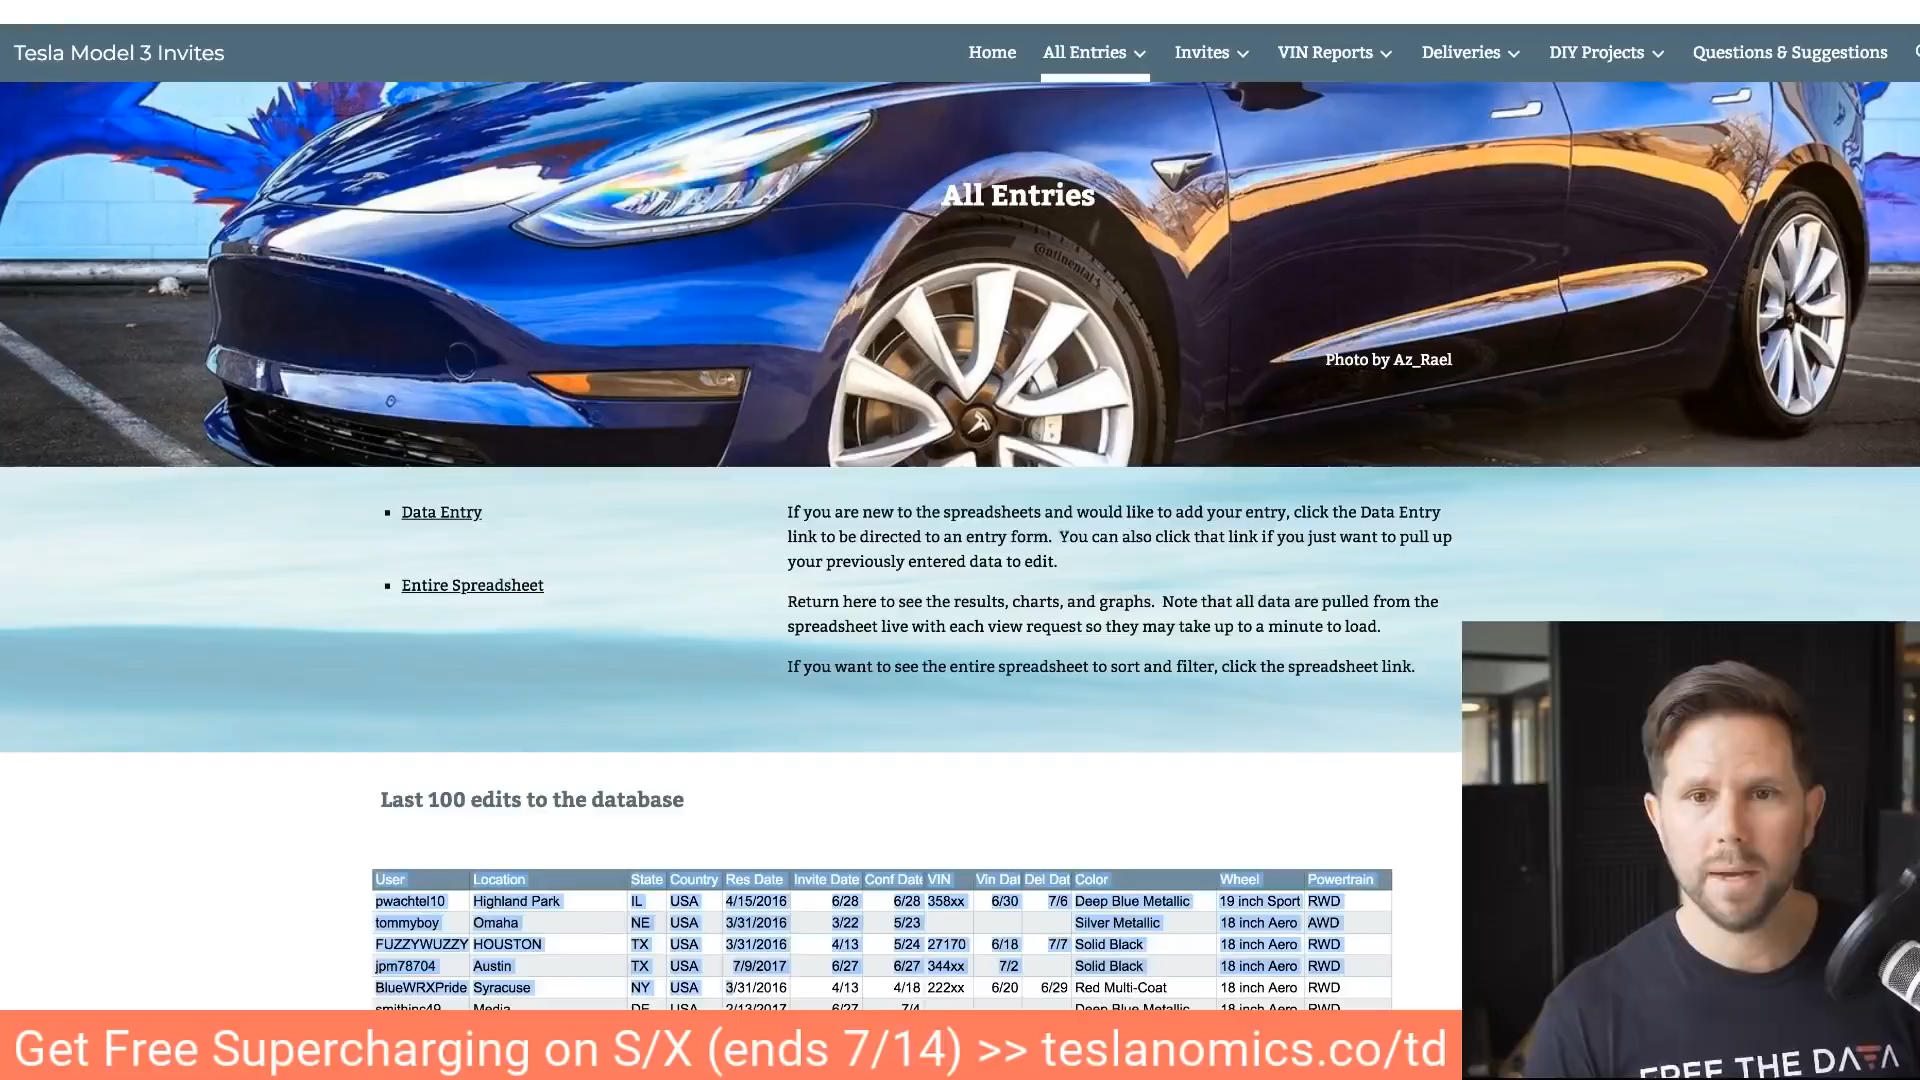 Tesla Model 3 Invites
Home All Entries Invites VIN Reports Deliveries DIY Projects Questions & Suggestions
Continental
All Entries
Photo by Az_Rael
Data Entry
Entire Spreadsheet
If you are new to the spreadsheets and would like to add your entry, click the Data Entry
link to be directed to an entry form. You can also click that link if you just want to pull up
your previously entered data to edit.
Return here to see the results, charts, and graphs. Note that all data are pulled from the
spreadsheet live with each view request so they may take up to a minute to load.
If you want to see the entire spreadsheet to sort and filter, click the spreadsheet link.
Last 100 edits to the database
User Location State Country Res Date Invite Date Conf Date VIN Vin Dat Del Dat Color Wheel Powertrain
pwachtel10 Highland Park IL USA 4/15/2016 6/28 6/28 358xx 6/30 7/6 Deep Blue Metallic 19 inch Sport RWD
tommyboy Omaha NE USA 3/31/2016 3/22 5/23 Silver Metallic 18 inch Aero AWD
FUZZYWUZZY HOUSTON TX USA 3/31/2016 4/13 5/24 27170 6/18 7/7 Solid Black 18 inch Aero RWD
jpm78704 Austin TX USA 7/9/2017 6/27 6/27 344xx 7/2 Solid Black 18 inch Aero RWD
BlueWRXPride Syracuse NY USA 3/31/2016 4/13 4/18 222xx 6/20 6/29 Red Multi-Coat 18 inch Aero RWD
smithinc49 Media DE USA 2/13/2017 6/27 7/4 Deep Blue Metallic 18 inch Aero RWD
Get Free Supercharging on S/X (ends 7/14) >> teslanomics.co/td
FREE THE DATA